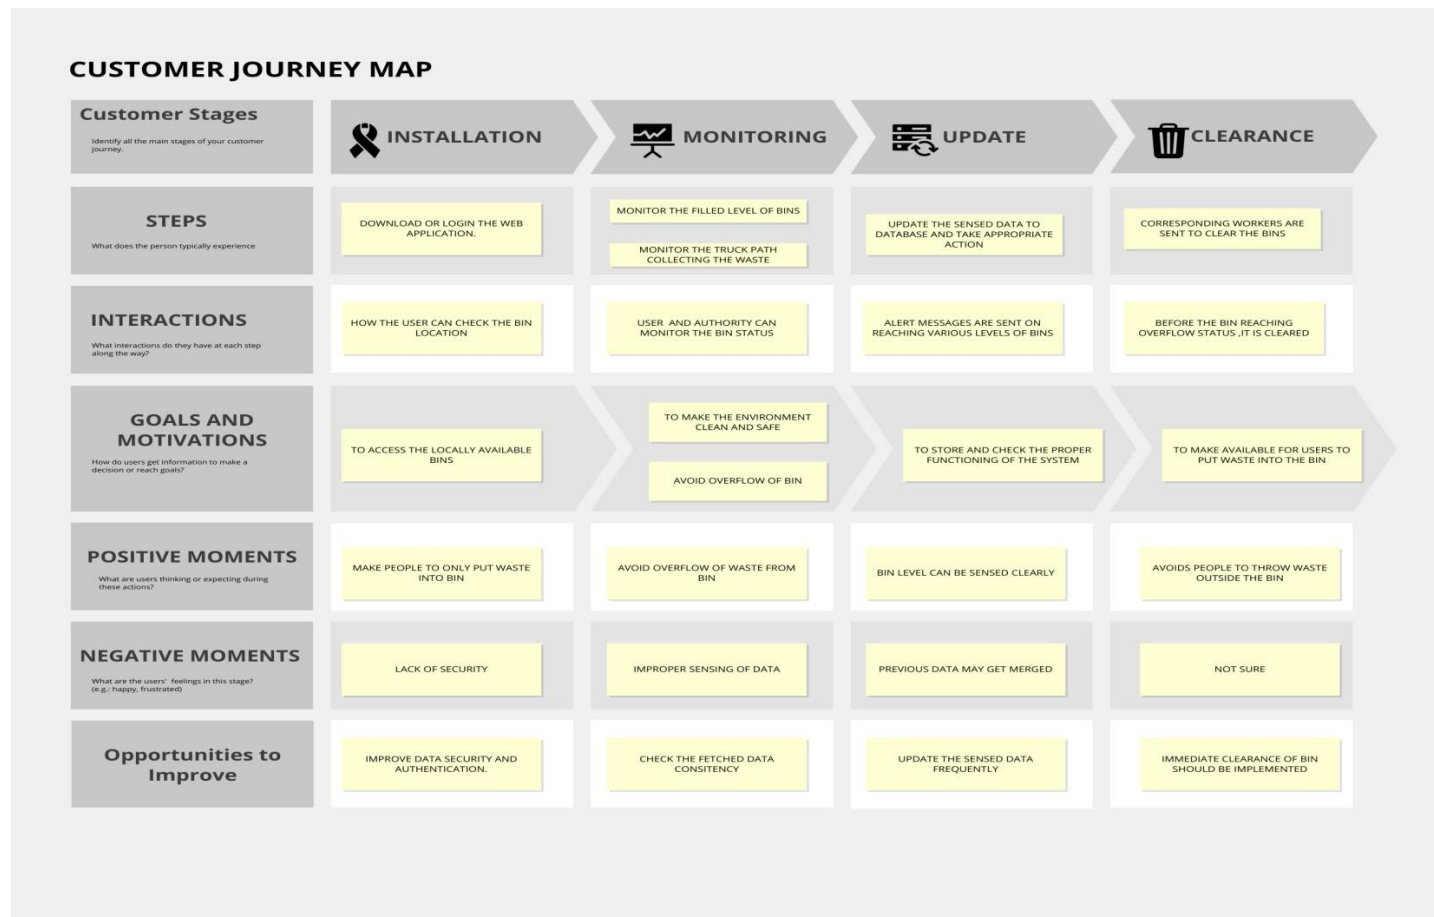 CUSTOMER JOURNEY MAP
Customer Stages
Identify all the main stages of your customer
journey.
INSTALLATION
MONITORING
UPDATE
CLEARANCE
STEPS
What does the person typically experience
DOWNLOAD OR LOGIN THE WEB
APPLICATION.
MONITOR THE FILLED LEVEL OF BINS
MONITOR THE TRUCK PATH
COLLECTING THE WASTE
UPDATE THE SENSED DATA TO
DATABASE AND TAKE APPROPRIATE
ACTION
CORRESPONDING WORKERS ARE
SENT TO CLEAR THE BINS
INTERACTIONS
What interactions do they have at each step
along the way?
HOW THE USER CAN CHECK THE BIN
LOCATION
USER AND AUTHORITY CAN
MONITOR THE BIN STATUS
ALERT MESSAGES ARE SENT ON
REACHING VARIOUS LEVELS OF BINS
BEFORE THE BIN REACHING
OVERFLOW STATUS ,IT IS CLEARED
GOALS AND
MOTIVATIONS
How do users get information to make a
decision or reach goals?
TO ACCESS THE LOCALLY AVAILABLE
BINS
TO MAKE THE ENVIRONMENT
CLEAN AND SAFE
AVOID OVERFLOW OF BIN
TO STORE AND CHECK THE PROPER
FUNCTIONING OF THE SYSTEM
TO MAKE AVAILABLE FOR USERS TO
PUT WASTE INTO THE BIN
POSITIVE MOMENTS
What are users thinking or expecting during
these actions?
MAKE PEOPLE TO ONLY PUT WASTE
INTO BIN
AVOID OVERFLOW OF WASTE FROM
BIN
BIN LEVEL CAN BE SENSED CLEARLY
AVOIDS PEOPLE TO THROW WASTE
OUTSIDE THE BIN
NEGATIVE MOMENTS
What are the users' feelings in this stage?
(e.g.: happy, frustrated)
LACK OF SECURITY
IMPROPER SENSING OF DATA
PREVIOUS DATA MAY GET MERGED
NOT SURE
Opportunities to
Improve
IMPROVE DATA SECURITY AND
AUTHENTICATION.
CHECK THE FETCHED DATA
CONSITENCY
UPDATE THE SENSED DATA
FREQUENTLY
IMMEDIATE CLEARANCE OF BIN
SHOULD BE IMPLEMENTED